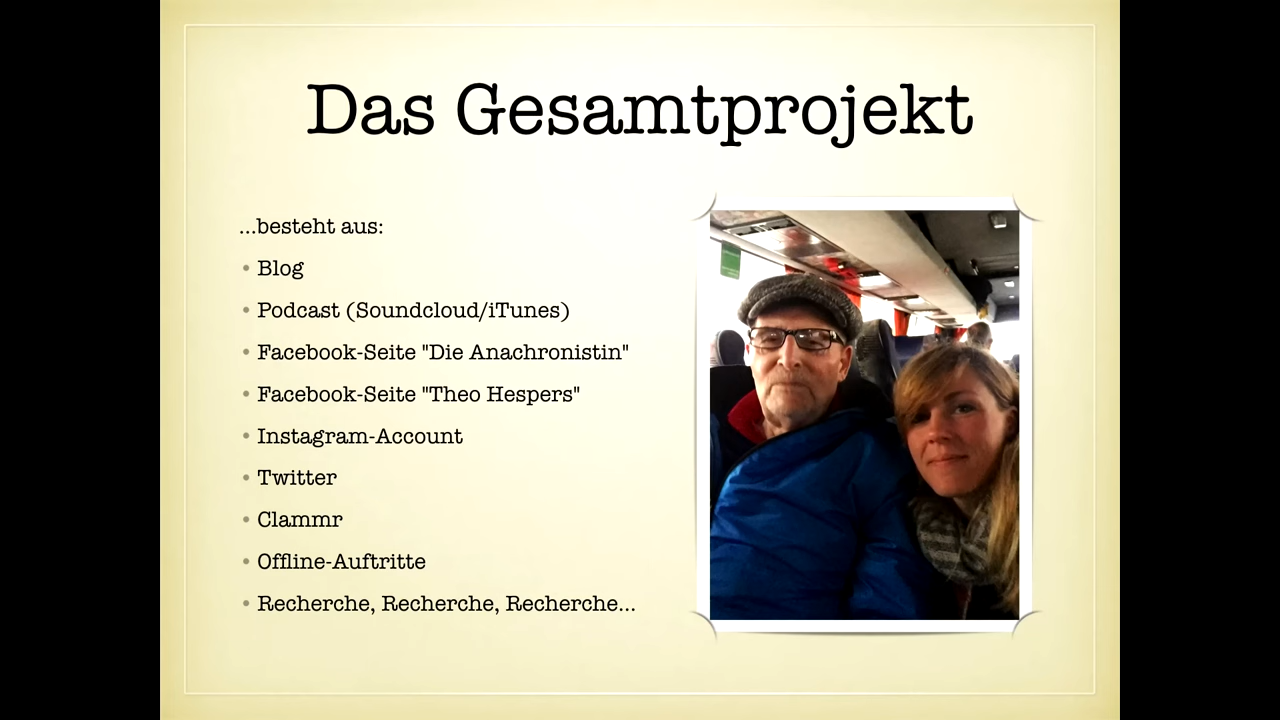 Das Gesamtprojekt
...besteht aus:
• Blog
• Podcast (Soundcloud/iTunes)
• Facebook-Seite "Die Anachronistin"
• Facebook-Seite "Theo Hespers"
• Instagram-Account
• Twitter
• Clammr
• Offline-Auftritte
• Recherche, Recherche, Recherche...